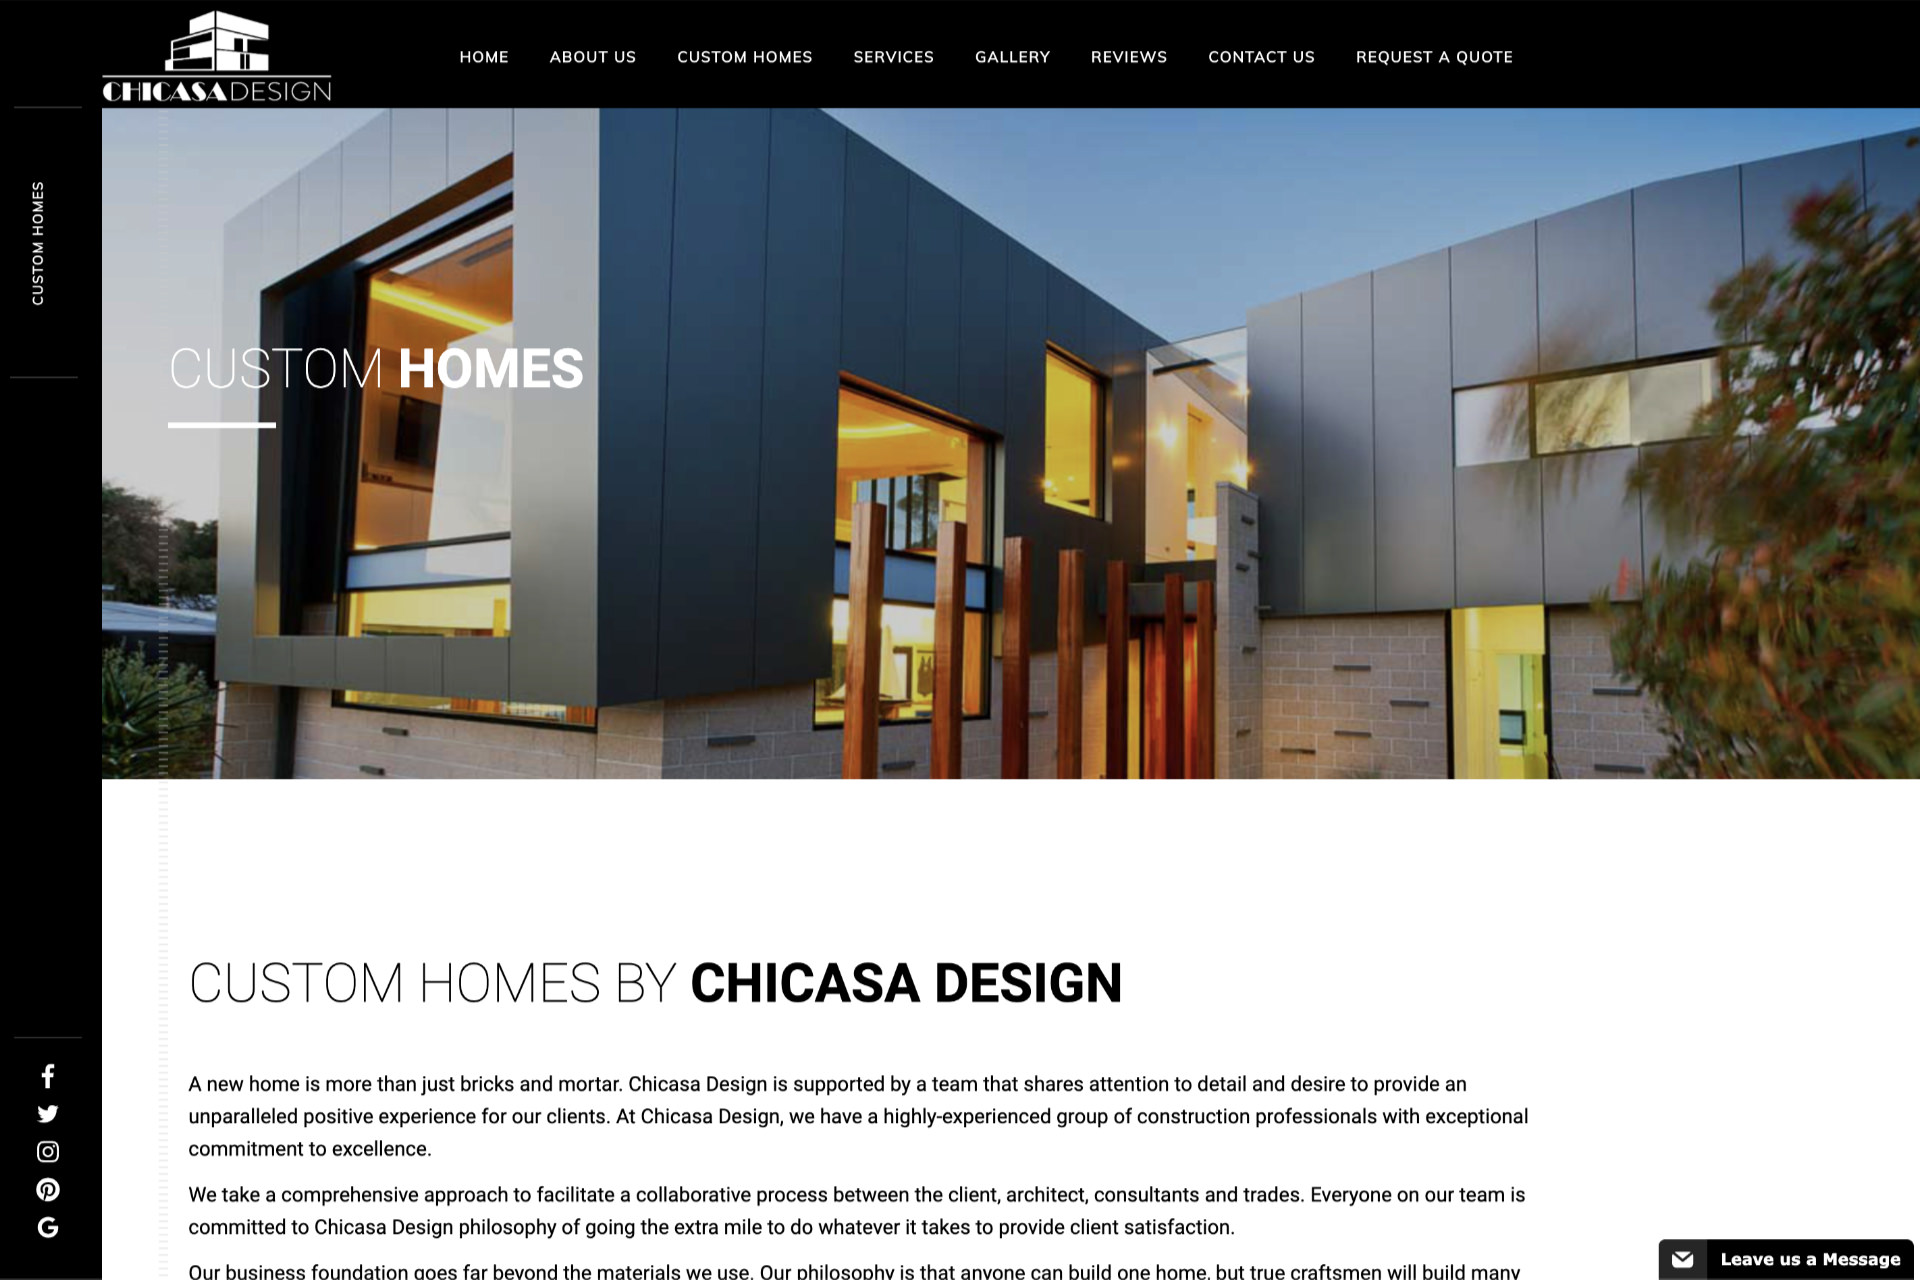 CHICASA DESIGN
HOME ABOUT US CUSTOM HOMES SERVICES GALLERY REVIEWS CONTACT US REQUEST A QUOTE
CUSTOM HOMES
CUSTOM HOMES
CUSTOM HOMES BY CHICASA DESIGN
A new home is more than just bricks and mortar. Chicasa Design is supported by a team that shares attention to detail and desire to provide an
unparalleled positive experience for our clients. At Chicasa Design, we have a highly-experienced group of construction professionals with exceptional
commitment to excellence.
We take a comprehensive approach to facilitate a collaborative process between the client, architect, consultants and trades. Everyone on our team is
committed to Chicasa Design philosophy of going the extra mile to do whatever it takes to provide client satisfaction.
Our business foundation goes far beyond the materials we use. Our philosophy is that anyone can build one home, but true craftsmen will build many
Leave us a Message